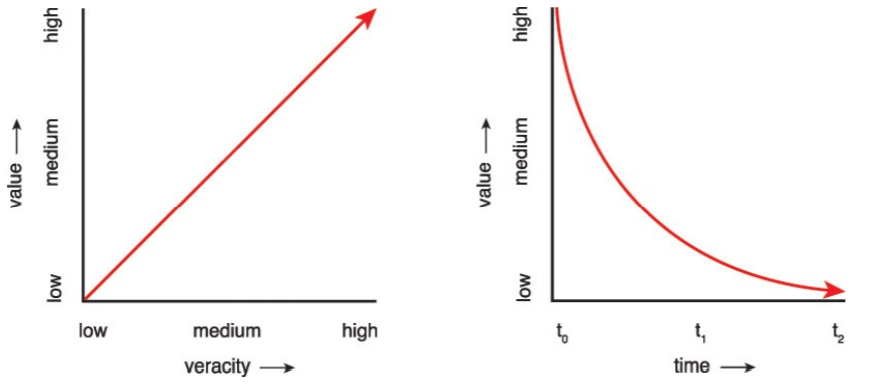 high
medium
low
value →
low medium high
veracity →
high
medium
low
value →
t₀ t₁ t₂
time →